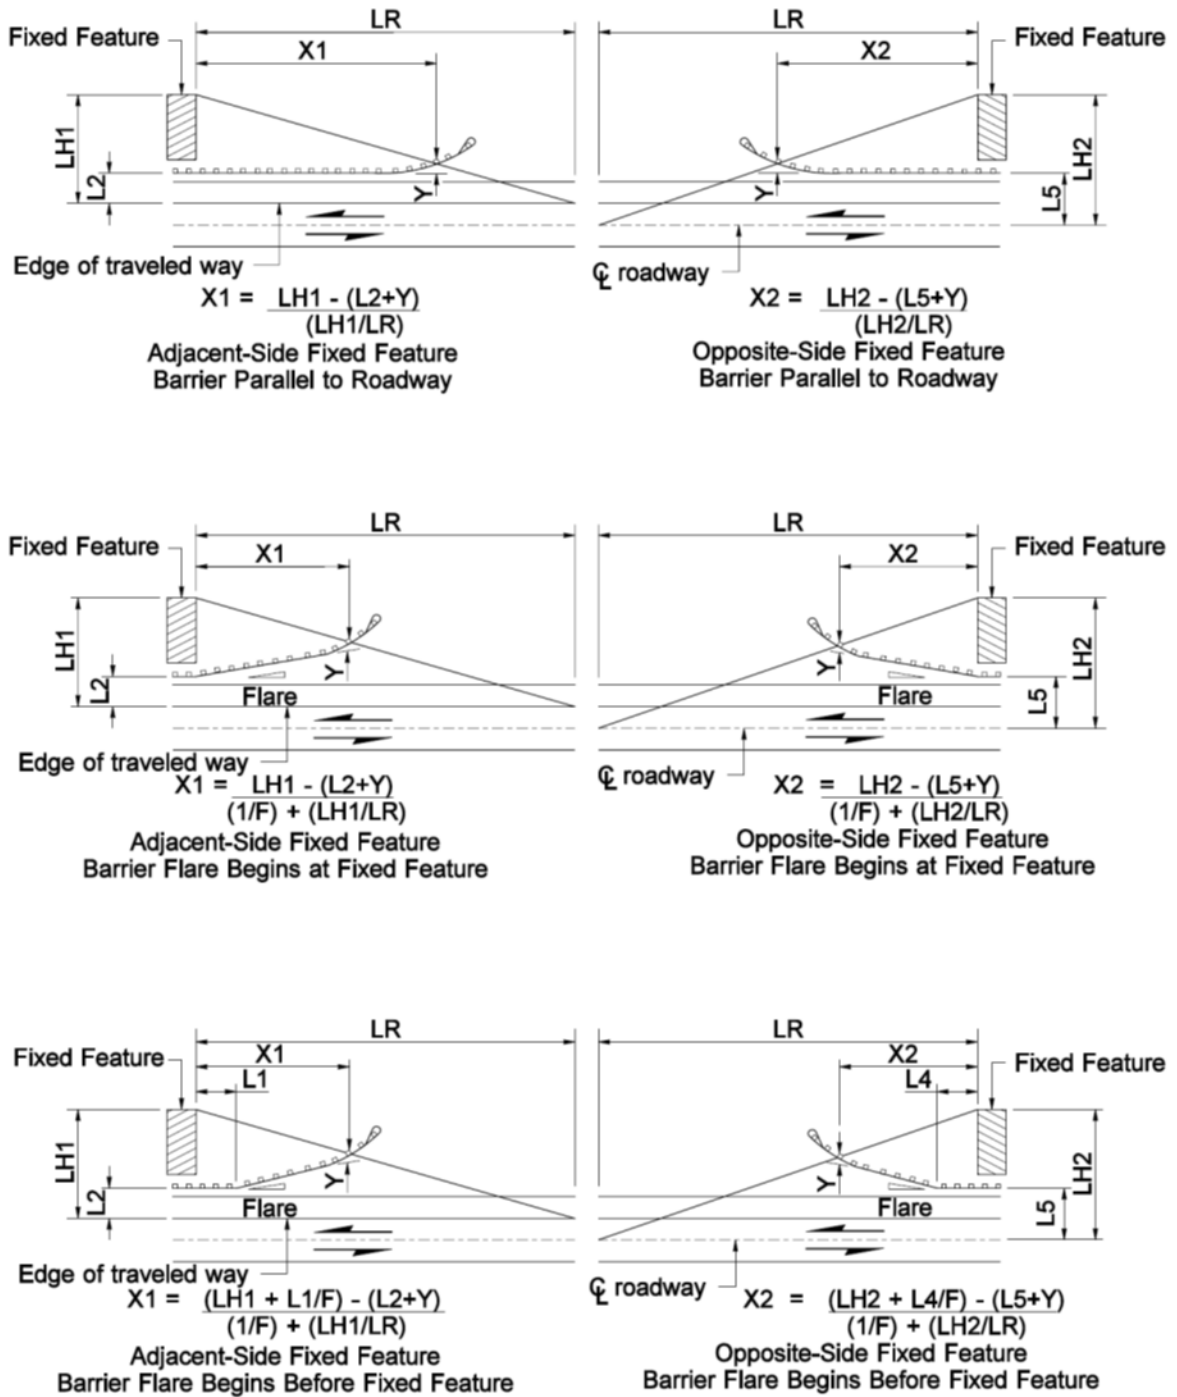 LR
Fixed Feature
X1
LH1
L2
Y
Edge of traveled way
X1 = LH1 - (L2+Y)
(LH1/LR)
Adjacent-Side Fixed Feature
Barrier Parallel to Roadway
LR
Fixed Feature
X2
LH2
L5
Y
℄ roadway
X2 = LH2 - (L5+Y)
(LH2/LR)
Opposite-Side Fixed Feature
Barrier Parallel to Roadway
LR
Fixed Feature
X1
LH1
L2
Y
Flare
Edge of traveled way
X1 = LH1 - (L2+Y)
(1/F) + (LH1/LR)
Adjacent-Side Fixed Feature
Barrier Flare Begins at Fixed Feature
LR
Fixed Feature
X2
LH2
L5
Y
Flare
℄ roadway
X2 = LH2 - (L5+Y)
(1/F) + (LH2/LR)
Opposite-Side Fixed Feature
Barrier Flare Begins at Fixed Feature
LR
Fixed Feature
X1
L1
LH1
L2
Y
Flare
Edge of traveled way
X1 = (LH1 + L1/F) - (L2+Y)
(1/F) + (LH1/LR)
Adjacent-Side Fixed Feature
Barrier Flare Begins Before Fixed Feature
LR
Fixed Feature
X2
L4
LH2
L5
Y
Flare
℄ roadway
X2 = (LH2 + L4/F) - (L5+Y)
(1/F) + (LH2/LR)
Opposite-Side Fixed Feature
Barrier Flare Begins Before Fixed Feature